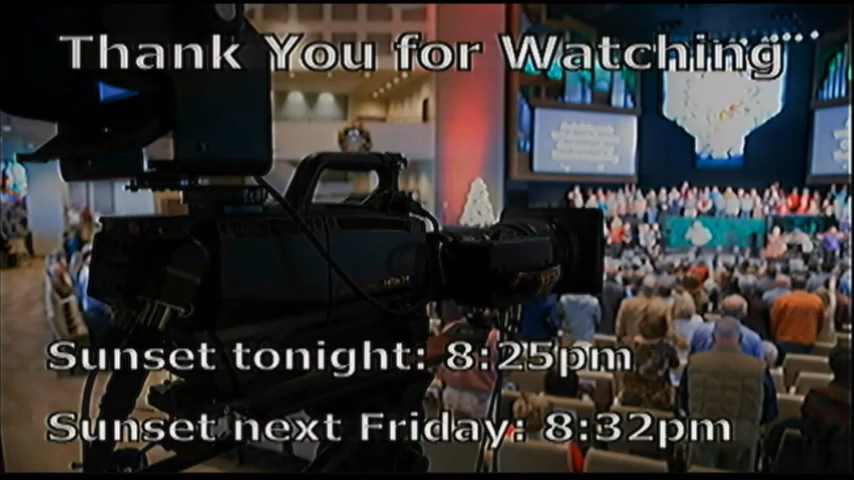 Thank You for Watching
Sunset tonight: 8:25pm
Sunset next Friday: 8:32pm